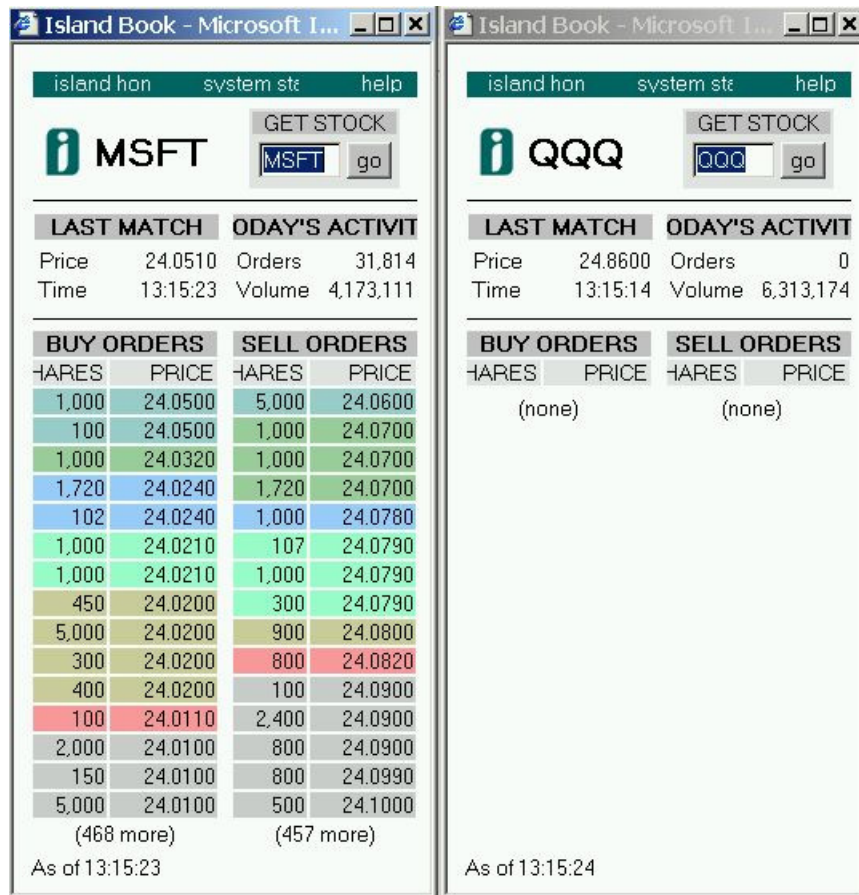 Island Book - Microsoft I...
island hon system sta help
i MSFT
GET STOCK
MSFT go
LAST MATCH ODAY'S ACTIVIT
Price 24.0510 Orders 31,814
Time 13:15:23 Volume 4,173,111
BUY ORDERS SELL ORDERS
HARES PRICE HARES PRICE
1,000 24.0500 5,000 24.0600
100 24.0500 1,000 24.0700
1,000 24.0320 1,000 24.0700
1,720 24.0240 1,720 24.0700
102 24.0240 1,000 24.0780
1,000 24.0210 107 24.0790
1,000 24.0210 1,000 24.0790
450 24.0200 300 24.0790
5,000 24.0200 900 24.0800
300 24.0200 800 24.0820
400 24.0200 100 24.0900
100 24.0110 2,400 24.0900
2,000 24.0100 800 24.0900
150 24.0100 800 24.0990
5,000 24.0100 500 24.1000
(468 more) (457 more)
As of 13:15:23
Island Book - Microsoft I...
island hon system sta help
i QQQ
GET STOCK
QQQ go
LAST MATCH ODAY'S ACTIVIT
Price 24.8600 Orders 0
Time 13:15:14 Volume 6,313,174
BUY ORDERS SELL ORDERS
HARES PRICE HARES PRICE
(none) (none)
As of 13:15:24